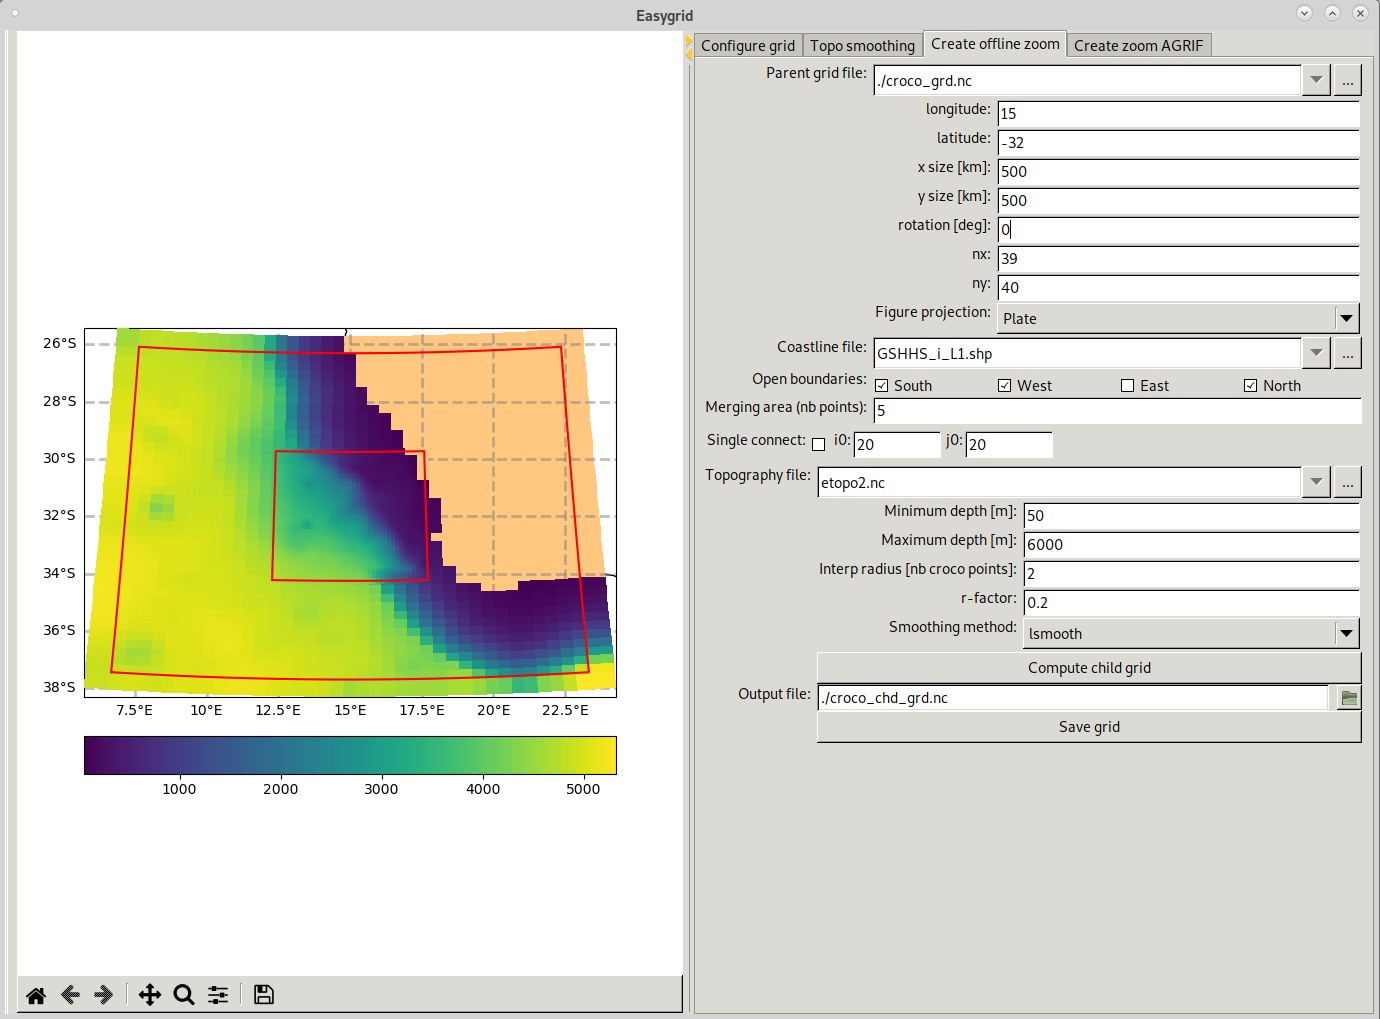 Easygrid
Configure grid
Topo smoothing
Create offline zoom
Create zoom AGRIF
Parent grid file:
./croco_grd.nc
...
longitude:
15
latitude:
-32
x size [km]:
500
y size [km]:
500
rotation [deg]:
0
nx:
39
ny:
40
Figure projection:
Plate
Coastline file:
GSHHS_i_L1.shp
...
Open boundaries:
South
West
East
North
Merging area (nb points):
5
Single connect:
i0:
20
j0:
20
Topography file:
etopo2.nc
...
Minimum depth [m]:
50
Maximum depth [m]:
6000
Interp radius [nb croco points]:
2
r-factor:
0.2
Smoothing method:
lsmooth
Compute child grid
Output file:
./croco_chd_grd.nc
Save grid
26°S
28°S
30°S
32°S
34°S
36°S
38°S
7.5°E
10°E
12.5°E
15°E
17.5°E
20°E
22.5°E
1000
2000
3000
4000
5000